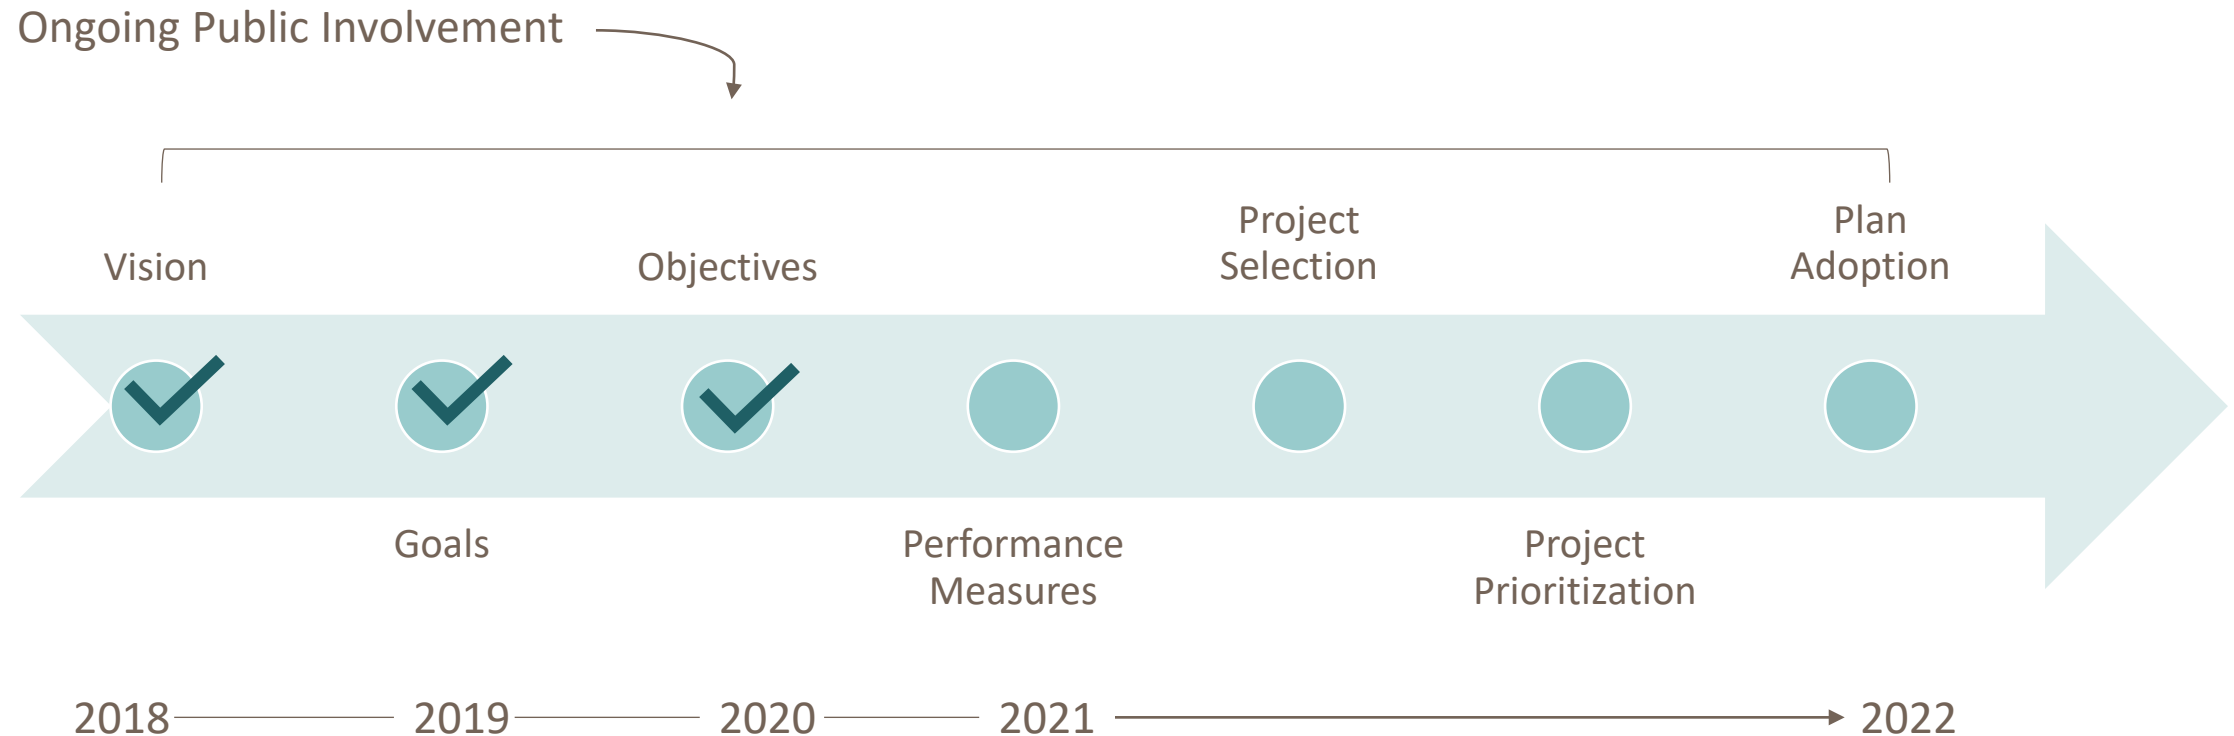 Ongoing Public Involvement
Vision
Objectives
Project
Selection
Plan
Adoption
Goals
Performance
Measures
Project
Prioritization
2018
2019
2020
2021
2022